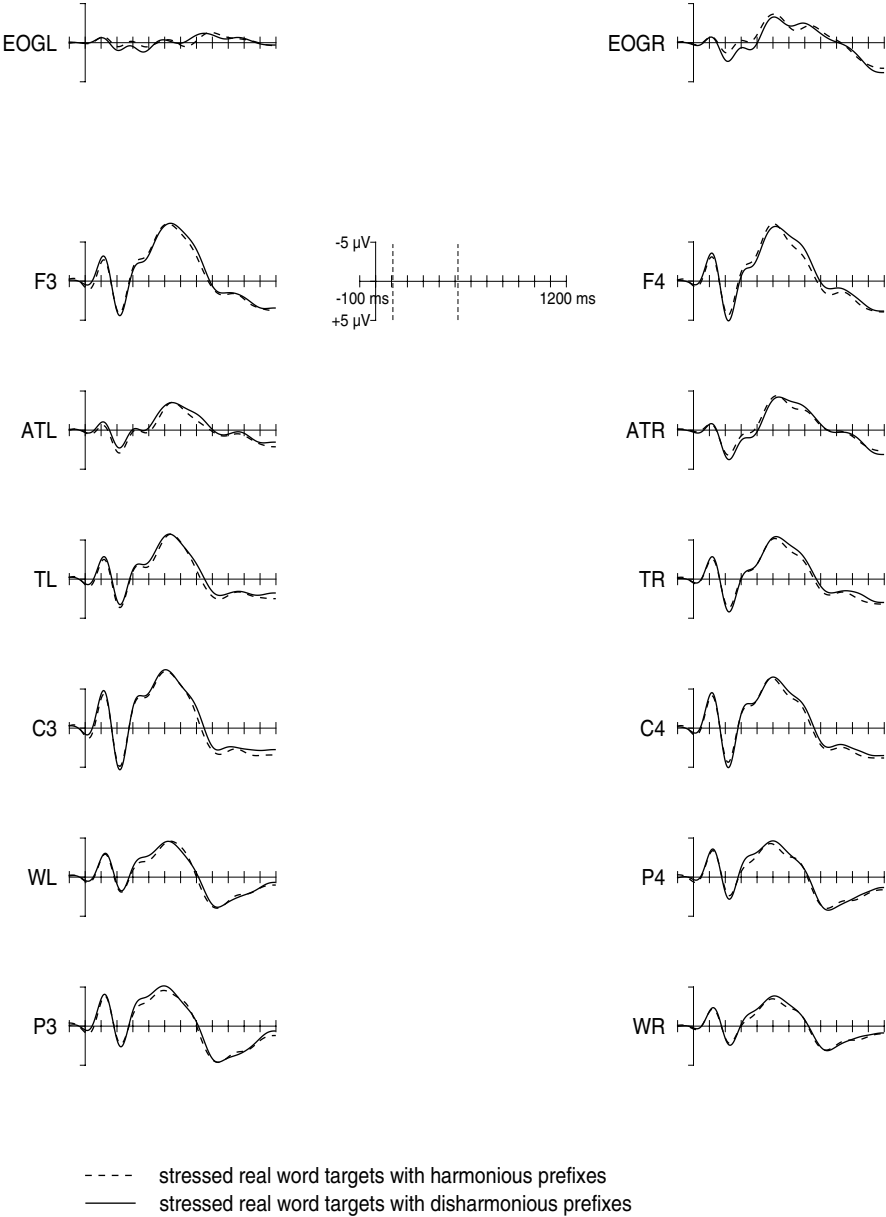 EOGL
EOGR
F3
-5 µV
-100 ms
1200 ms
+5 µV
F4
ATL
ATR
TL
TR
C3
C4
WL
P4
P3
WR
stressed real word targets with harmonious prefixes
stressed real word targets with disharmonious prefixes